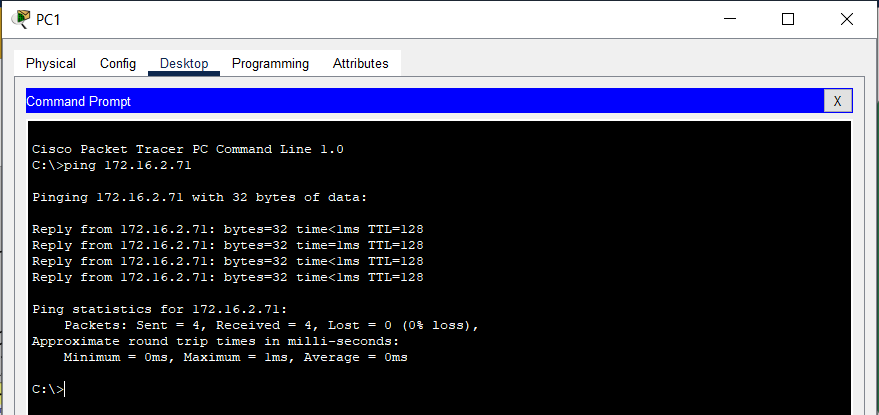 PC1
Physical Config Desktop Programming Attributes
Command Prompt X
Cisco Packet Tracer PC Command Line 1.0
C:\>ping 172.16.2.71
Pinging 172.16.2.71 with 32 bytes of data:
Reply from 172.16.2.71: bytes=32 time<1ms TTL=128
Reply from 172.16.2.71: bytes=32 time=1ms TTL=128
Reply from 172.16.2.71: bytes=32 time<1ms TTL=128
Reply from 172.16.2.71: bytes=32 time<1ms TTL=128
Ping statistics for 172.16.2.71:
    Packets: Sent = 4, Received = 4, Lost = 0 (0% loss),
Approximate round trip times in milli-seconds:
    Minimum = 0ms, Maximum = 1ms, Average = 0ms
C:\>